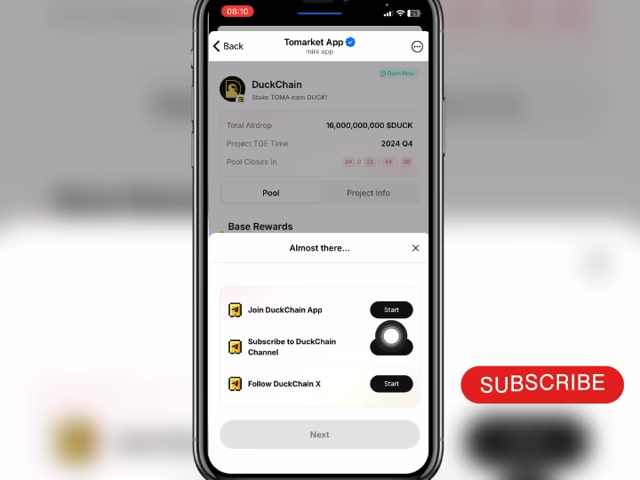 08:10
Back
Tomarket App
mini app
Open Now
DuckChain
Stake TOMA earn DUCK!
Total Airdrop 16,000,000,000 $DUCK
Project TGE Time 2024 Q4
Pool Closes In
Pool Project Info
Base Rewards
Almost there...
Join DuckChain App Start
Subscribe to DuckChain
Channel
Follow DuckChain X Start
Next
SUBSCRIBE